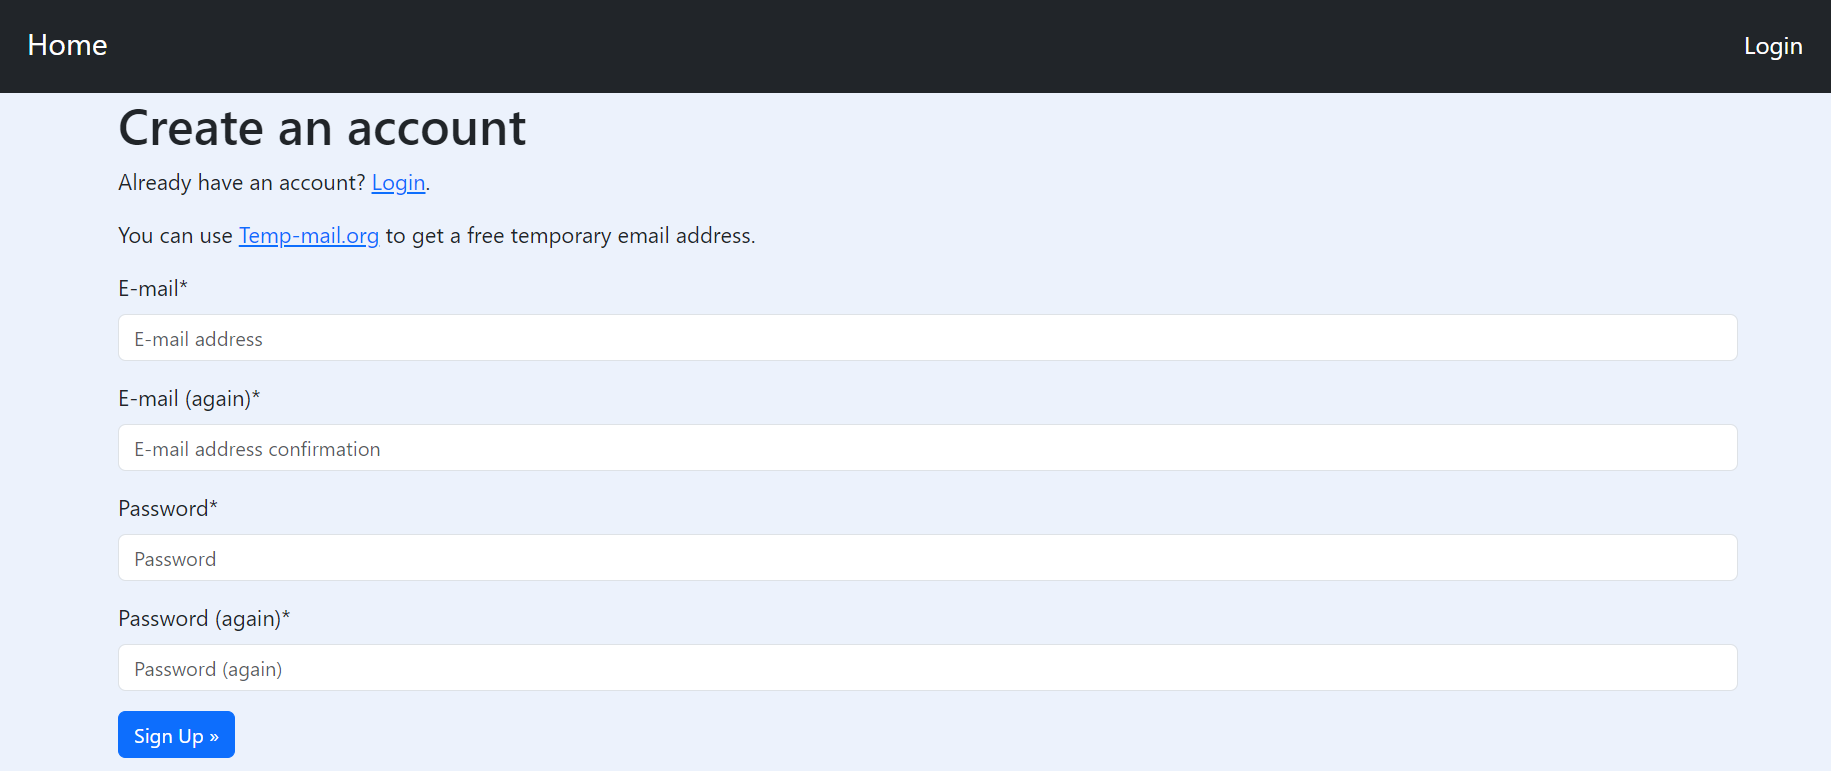 Home
Login
Create an account
Already have an account? Login.
You can use Temp-mail.org to get a free temporary email address.
E-mail*
E-mail address
E-mail (again)*
E-mail address confirmation
Password*
Password
Password (again)*
Password (again)
Sign Up »